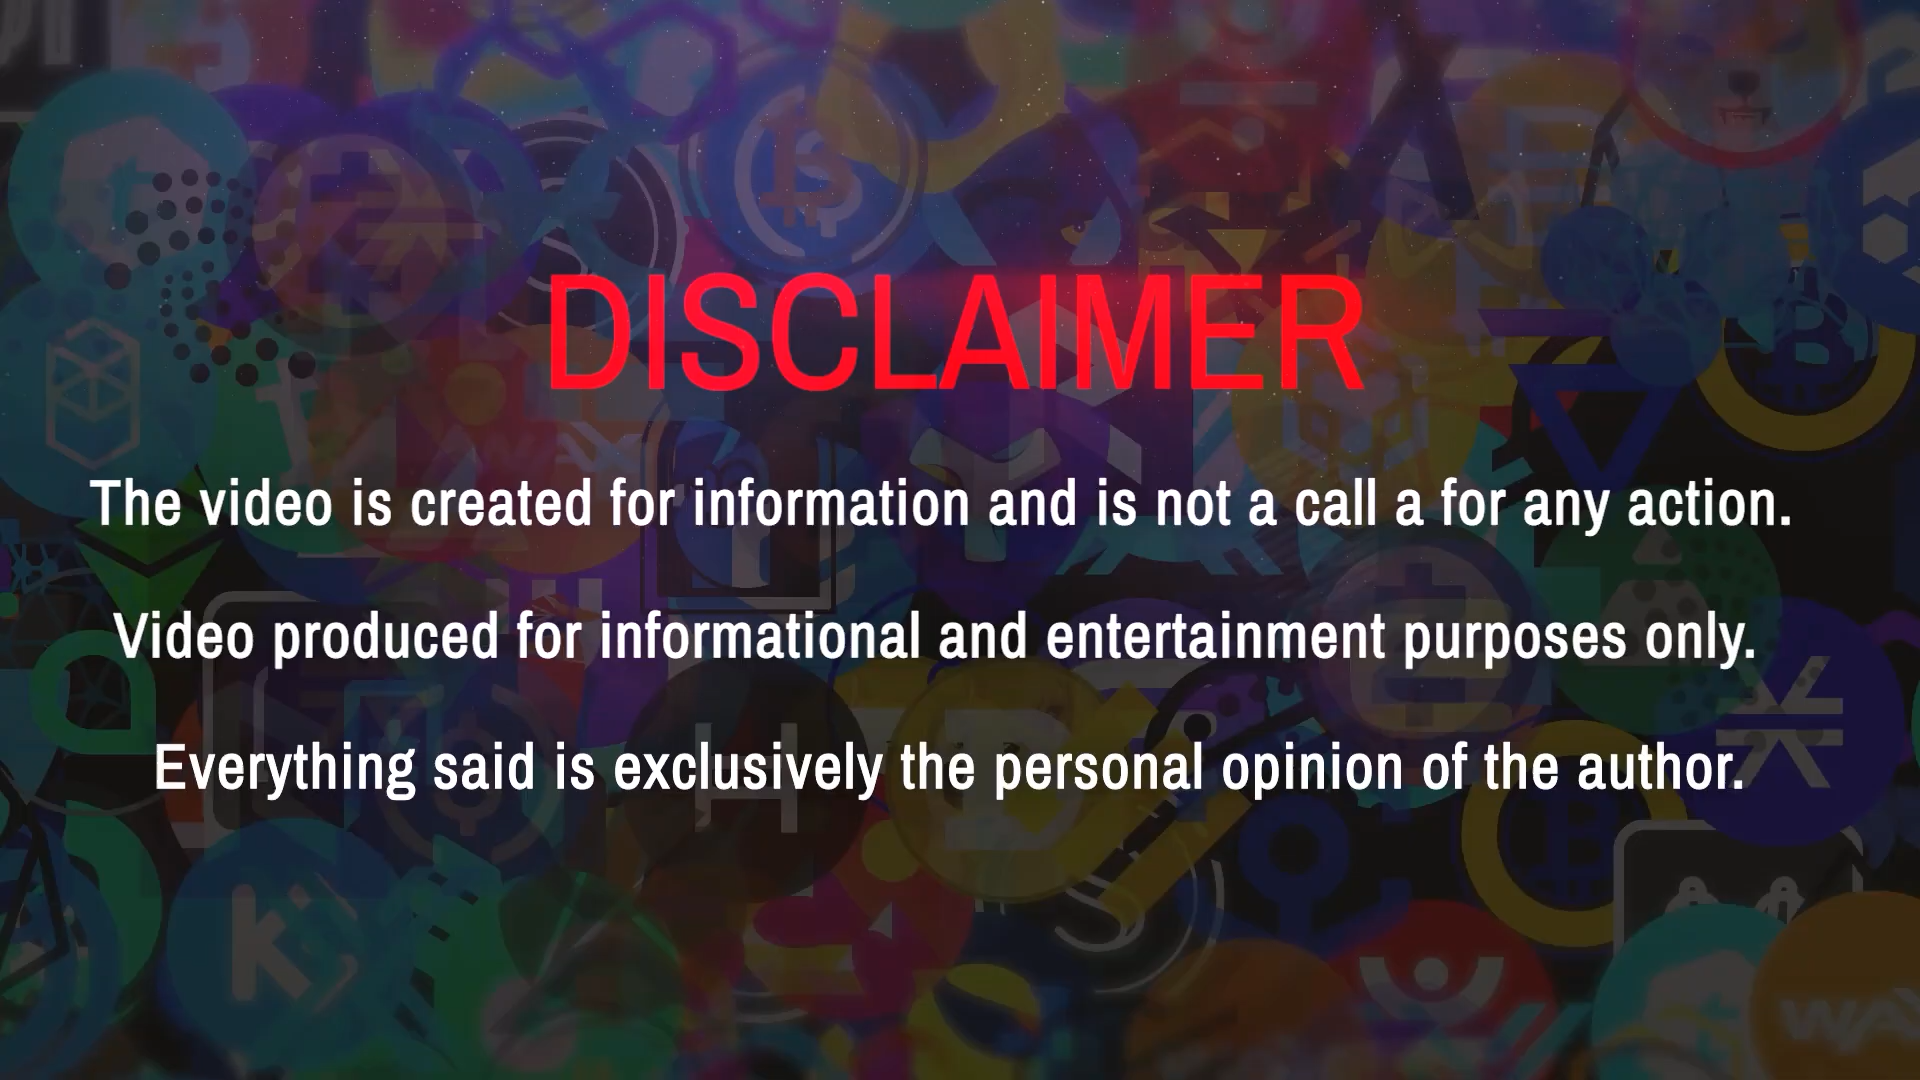 DISCLAIMER
The video is created for information and is not a call a for any action.
Video produced for informational and entertainment purposes only.
Everything said is exclusively the personal opinion of the author.